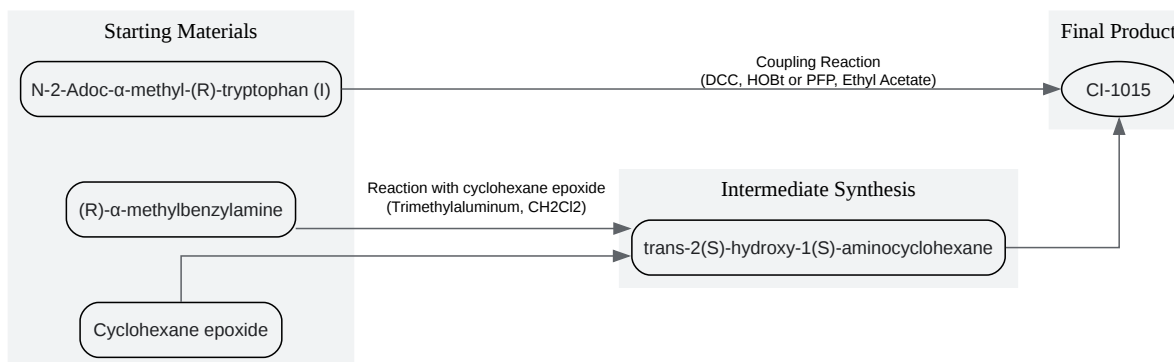 Starting Materials
Final Product
Coupling Reaction
(DCC, HOBt or PFP, Ethyl Acetate)
N-2-Adoc-α-methyl-(R)-tryptophan (I)
CI-1015
Reaction with cyclohexane epoxide
(Trimethylaluminum, CH2Cl2)
Intermediate Synthesis
(R)-α-methylbenzylamine
trans-2(S)-hydroxy-1(S)-aminocyclohexane
Cyclohexane epoxide